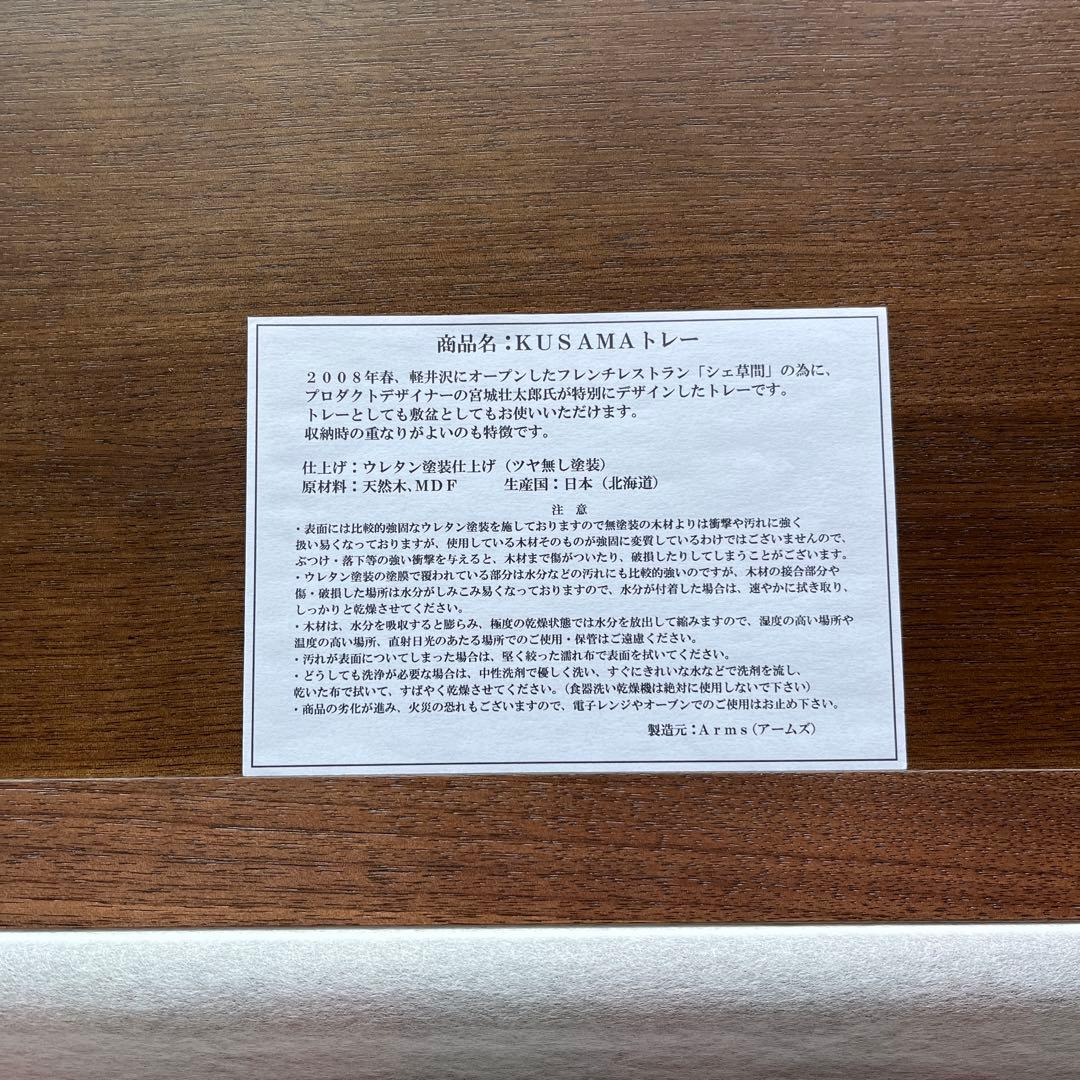 商品名：KUSAMAトレー
２００８年春、軽井沢にオープンしたフレンチレストラン「シェ草間」の為に、
プロダクトデザイナーの宮城壮太郎氏が特別にデザインしたトレーです。
トレーとしても敷盆としてもお使いいただけます。
収納時の重なりがよいのも特徴です。
仕上げ：ウレタン塗装仕上げ（ツヤ無し塗装）
原材料：天然木、MDF　　生産国：日本（北海道）
注　意
・表面には比較的強固なウレタン塗装を施しておりますので無塗装の木材よりは衝撃や汚れに強く
扱い易くなっておりますが、使用している木材そのものが強固に変質しているわけではございませんので、
ぶつけ・落下等の強い衝撃を与えると、木材まで傷がついたり、破損したりしてしまうことがございます。
・ウレタン塗装の塗膜で覆われている部分は水分などの汚れにも比較的強いのですが、木材の接合部分や
傷・破損した場所は水分がしみこみ易くなっておりますので、水分が付着した場合は、速やかに拭き取り、
しっかりと乾燥させてください。
・木材は、水分を吸収すると膨らみ、極度の乾燥状態では水分を放出して縮みますので、湿度の高い場所や
温度の高い場所、直射日光のあたる場所でのご使用・保管はご遠慮ください。
・汚れが表面についてしまった場合は、堅く絞った濡れ布で表面を拭いてください。
・どうしても洗浄が必要な場合は、中性洗剤で優しく洗い、すぐにきれいな水などで洗剤を流し、
乾いた布で拭いて、すばやく乾燥させてください。（食器洗い乾燥機は絶対に使用しないで下さい）
・商品の劣化が進み、火災の恐れもございますので、電子レンジやオーブンでのご使用はお止め下さい。
製造元：Arms（アームズ）